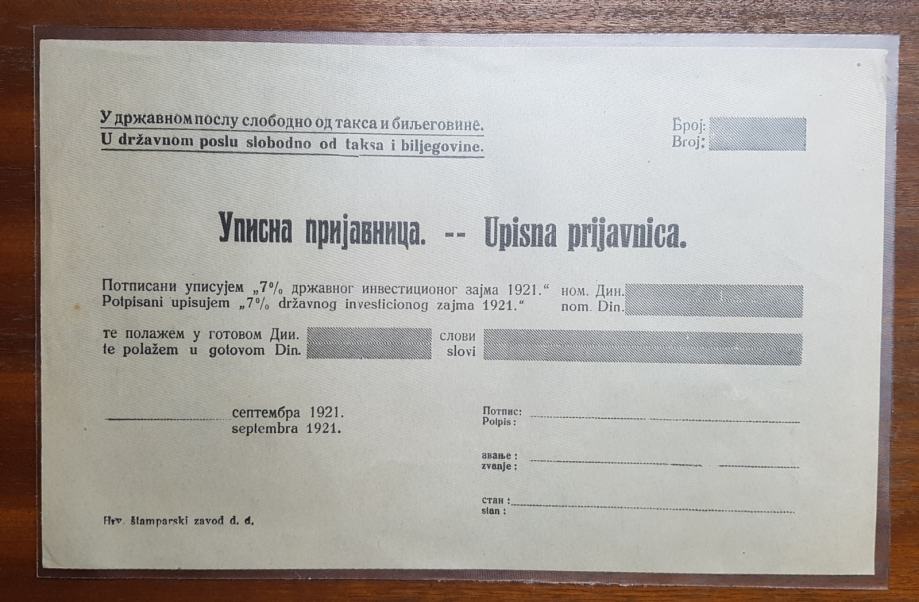 У државном послу слободно од такса и биљеговине.
U državnom poslu slobodno od taksa i biljegovine.
Број:
Broj:
Уписна пријавница. -- Upisna prijavnica.
Потписани уписујем „7% државног инвестиционог зајма 1921.“ ном. Дин.
Potpisani upisujem „7% državnog investicionog zajma 1921.“ nom. Din.
те полажем у готовом Дии. слови
te polažem u gotovom Din. slovi
септембра 1921.
septembra 1921.
Потпис:
Potpis:
звање:
zvanje:
стан:
stan:
Hrv. štamparski zavod d. d.